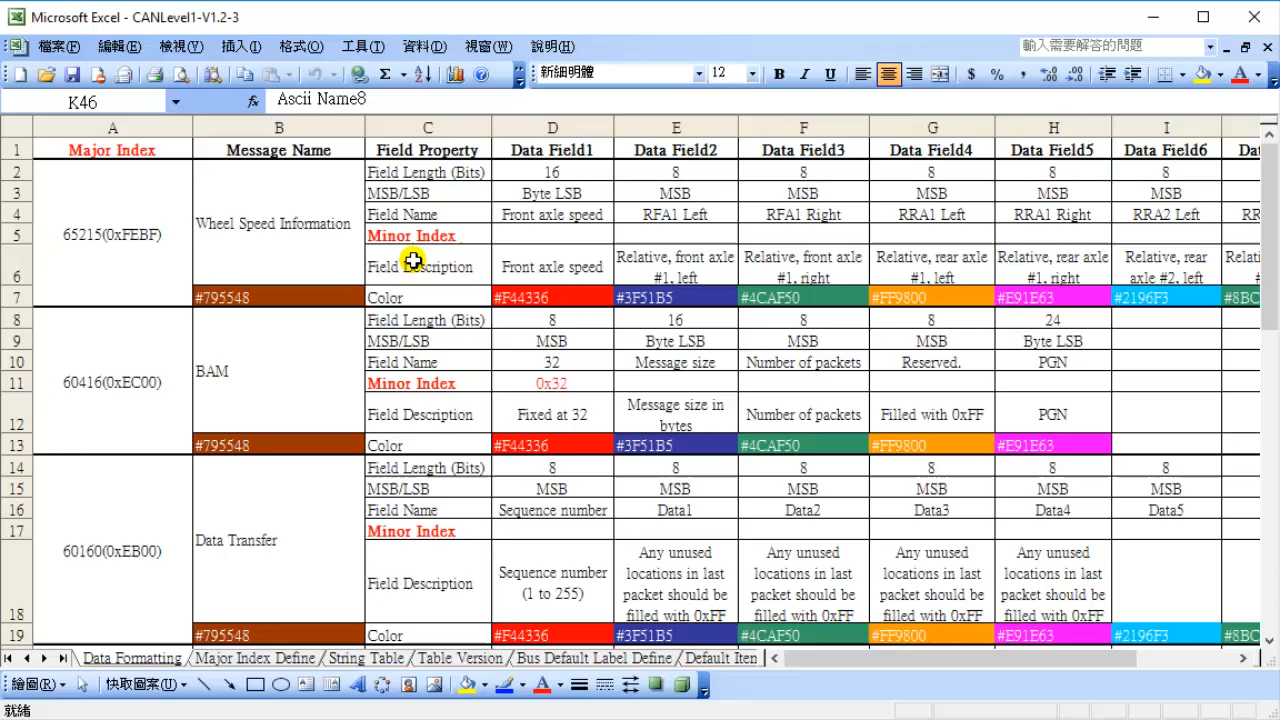 Microsoft Excel - CANLevel1-V1.2-3
檔案(F) 編輯(E) 檢視(V) 插入(I) 格式(O) 工具(T) 資料(D) 視窗(W) 說明(H) 輸入需要解答的問題
新細明體 12 B I U $ % ,
K46 fx Ascii Name8
A B C D E F G H I
1 Major Index Message Name Field Property Data Field1 Data Field2 Data Field3 Data Field4 Data Field5 Data Field6 Da
2 Field Length (Bits) 16 8 8 8 8 8
3 MSB/LSB Byte LSB MSB MSB MSB MSB MSB
4 Field Name Front axle speed RFA1 Left RFA1 Right RRA1 Left RRA1 Right RRA2 Left RR
65215(0xFEBF) Wheel Speed Information
5 Minor Index
6 Field Description Front axle speed Relative, front axle #1, left Relative, front axle #1, right Relative, rear axle #1, left Relative, rear axle #1, right Relative, rear axle #2, left Relati
7 #795548 Color #F44336 #3F51B5 #4CAF50 #FF9800 #E91E63 #2196F3 #8BC
8 Field Length (Bits) 8 16 8 8 24
9 MSB/LSB MSB Byte LSB MSB MSB Byte LSB
10 Field Name 32 Message size Number of packets Reserved. PGN
60416(0xEC00) BAM
11 Minor Index 0x32
12 Field Description Fixed at 32 Message size in bytes Number of packets Filled with 0xFF PGN
13 #795548 Color #F44336 #3F51B5 #4CAF50 #FF9800 #E91E63
14 Field Length (Bits) 8 8 8 8 8 8
15 MSB/LSB MSB MSB MSB MSB MSB MSB
16 Field Name Sequence number Data1 Data2 Data3 Data4 Data5
17 Minor Index
60160(0xEB00) Data Transfer
18 Field Description Sequence number (1 to 255) Any unused locations in last packet should be filled with 0xFF Any unused locations in last packet should be filled with 0xFF Any unused locations in last packet should be filled with 0xFF Any unused locations in last packet should be filled with 0xFF
19 #795548 Color #F44336 #3F51B5 #4CAF50 #FF9800 #E91E63 #2196F3 #8BC
Data Formatting Major Index Define String Table Table Version Bus Default Label Define Default Iten
繪圖(R) 快取圖案(U)
就緒